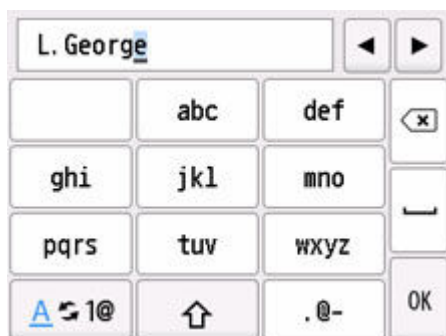 L. George
abc
def
ghi
jkl
mno
pqrs
tuv
wxyz
A 1@
.@-
OK